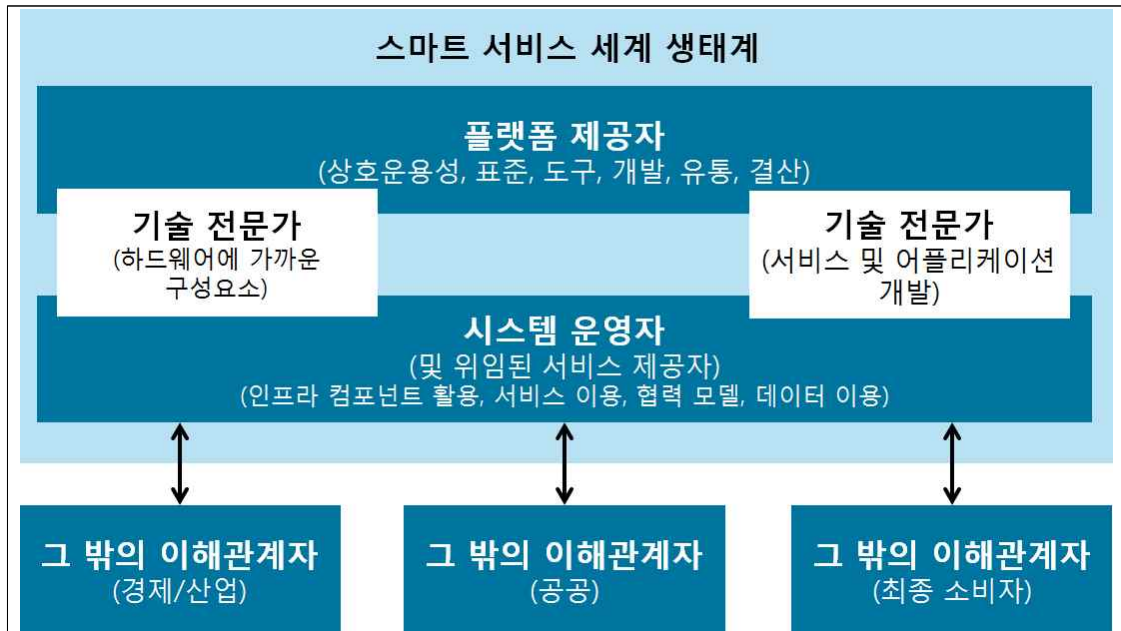 스마트 서비스 세계 생태계
플랫폼 제공자
(상호운용성, 표준, 도구, 개발, 유통, 결산)
기술 전문가
(하드웨어에 가까운
구성요소)
기술 전문가
(서비스 및 어플리케이션
개발)
시스템 운영자
(및 위임된 서비스 제공자)
(인프라 컴포넌트 활용, 서비스 이용, 협력 모델, 데이터 이용)
그 밖의 이해관계자
(경제/산업)
그 밖의 이해관계자
(공공)
그 밖의 이해관계자
(최종 소비자)